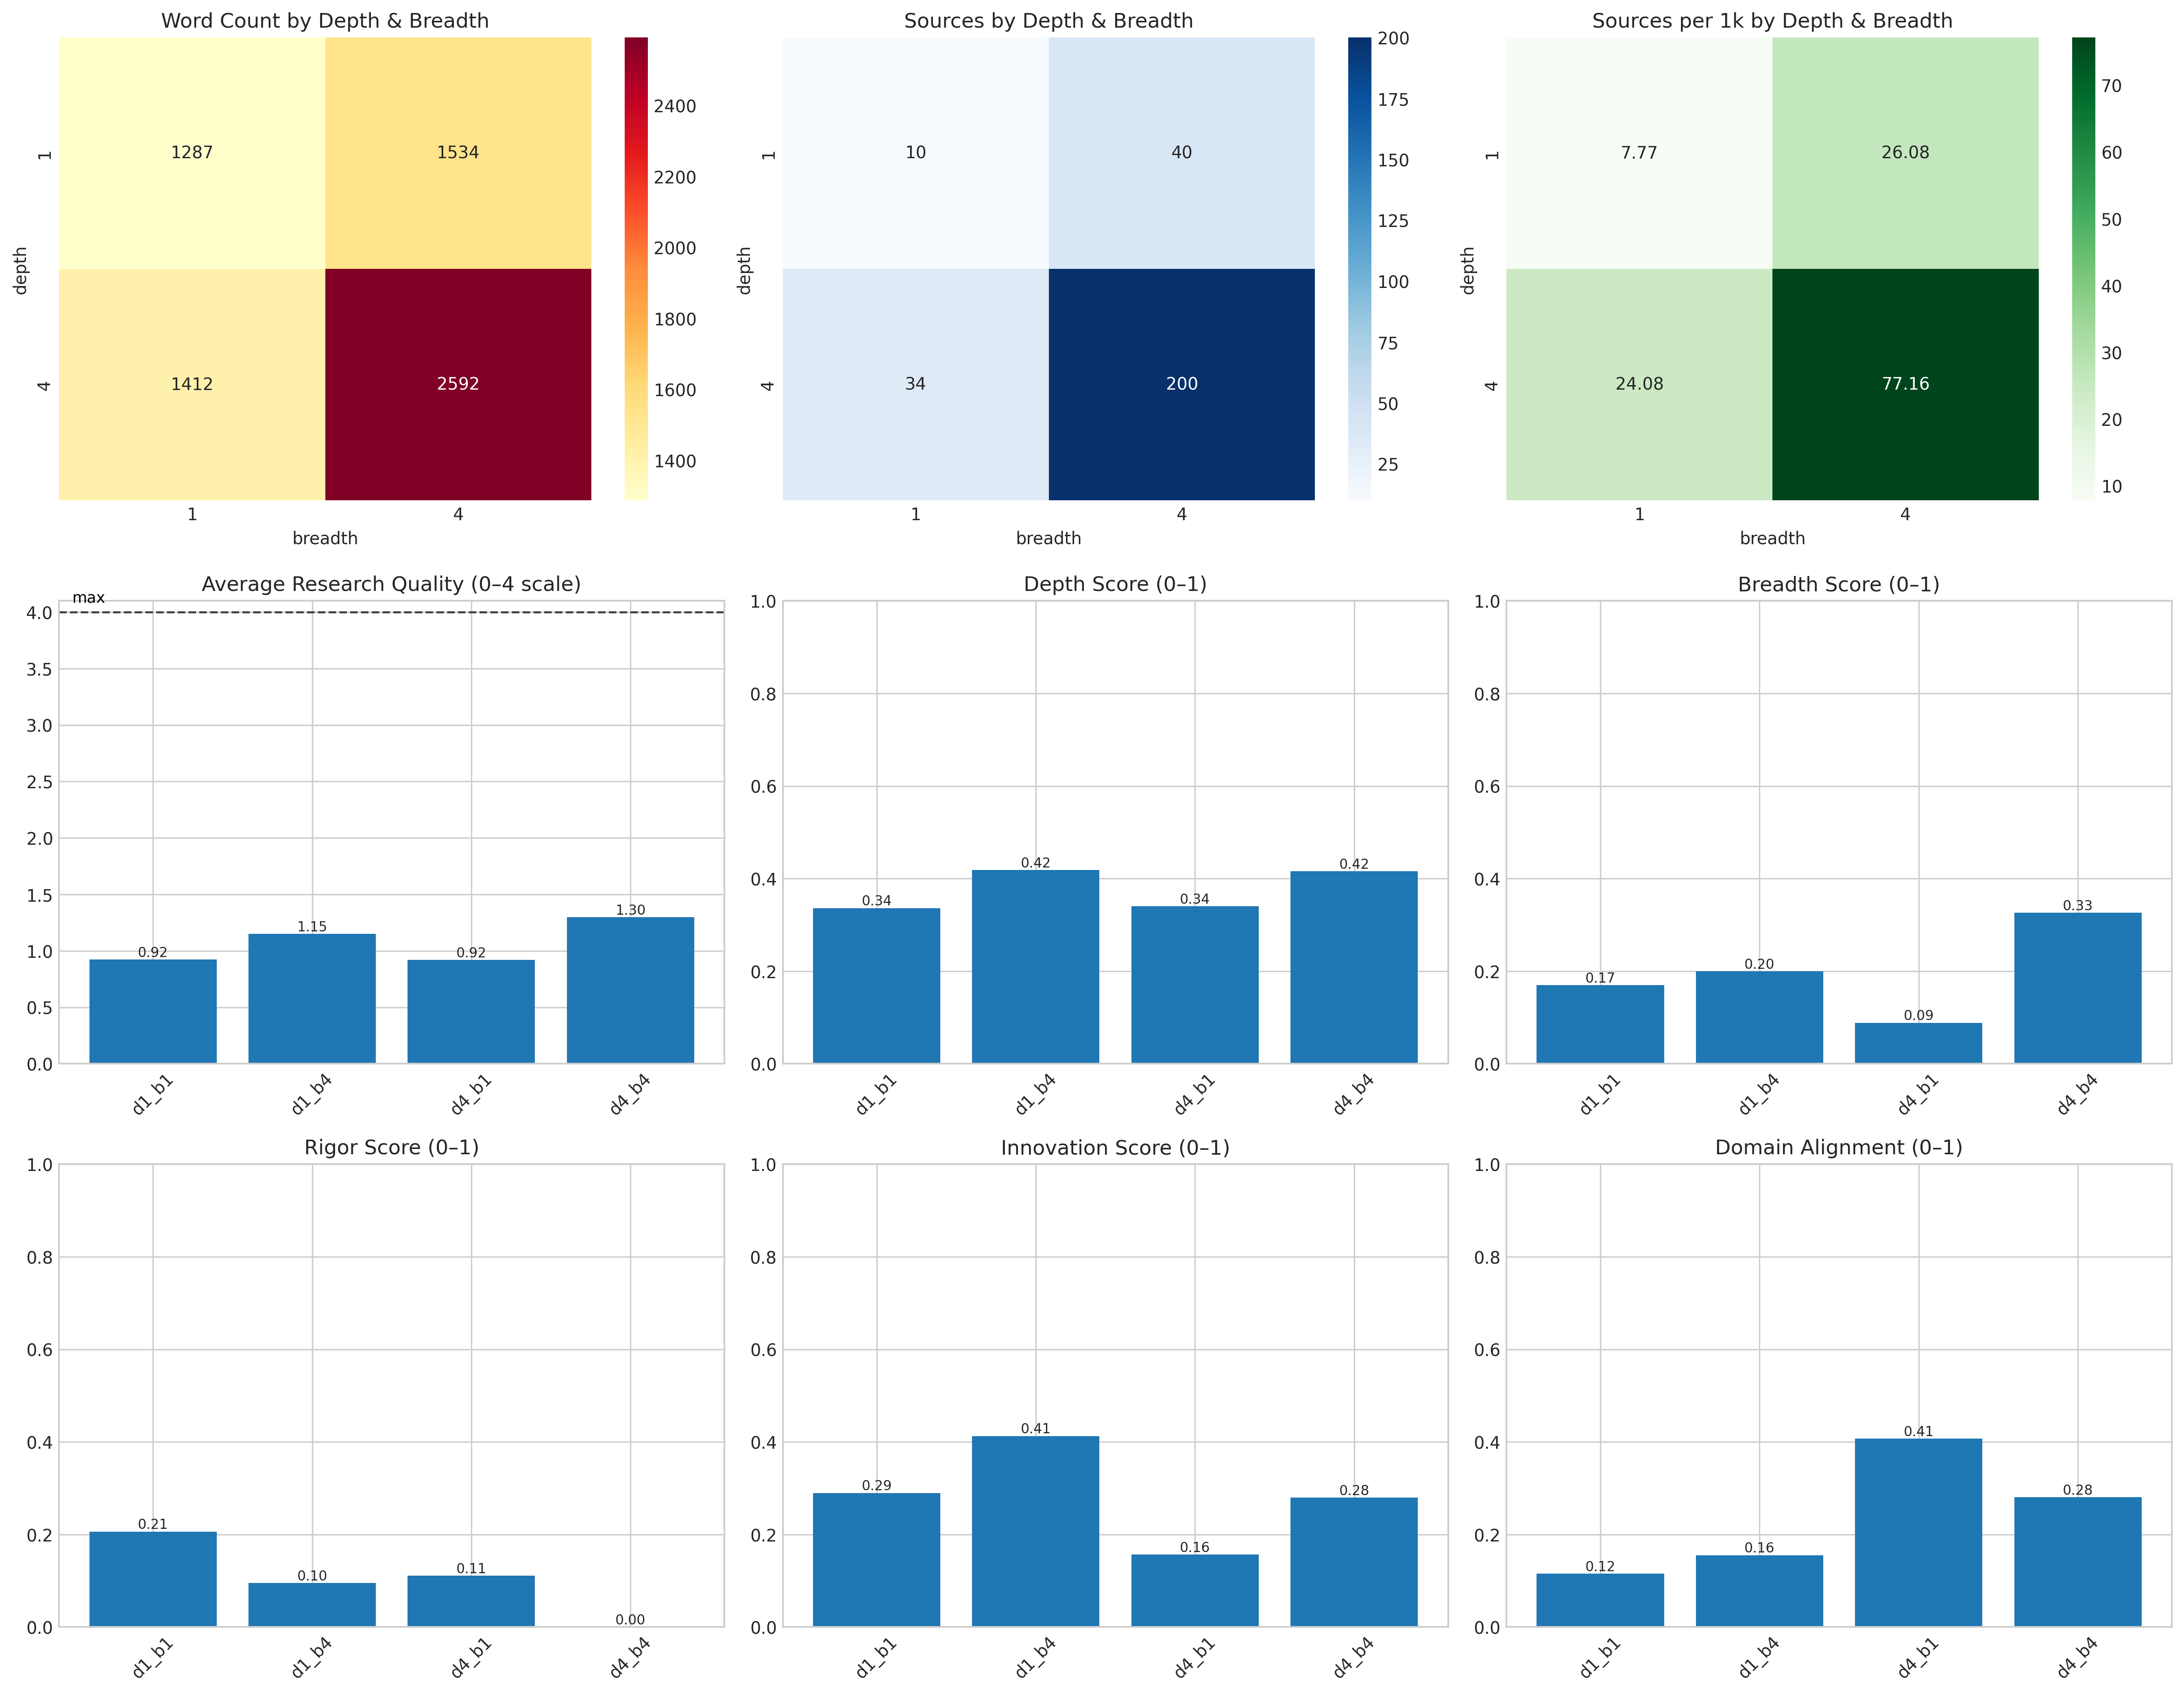 Word Count by Depth & Breadth
1287 1534
1412 2592
1
4
depth
1 4
breadth
2400
2200
2000
1800
1600
1400
Sources by Depth & Breadth
10 40
34 200
1
4
depth
1 4
breadth
200
175
150
125
100
75
50
25
Sources per 1k by Depth & Breadth
7.77 26.08
24.08 77.16
1
4
depth
1 4
breadth
70
60
50
40
30
20
10
Average Research Quality (0–4 scale)
max
4.0
3.5
3.0
2.5
2.0
1.5
1.0
0.5
0.0
0.92 1.15 0.92 1.30
d1_b1 d1_b4 d4_b1 d4_b4
Depth Score (0–1)
1.0
0.8
0.6
0.4
0.2
0.0
0.34 0.42 0.34 0.42
d1_b1 d1_b4 d4_b1 d4_b4
Breadth Score (0–1)
1.0
0.8
0.6
0.4
0.2
0.0
0.17 0.20 0.09 0.33
d1_b1 d1_b4 d4_b1 d4_b4
Rigor Score (0–1)
1.0
0.8
0.6
0.4
0.2
0.0
0.21 0.10 0.11 0.00
d1_b1 d1_b4 d4_b1 d4_b4
Innovation Score (0–1)
1.0
0.8
0.6
0.4
0.2
0.0
0.29 0.41 0.16 0.28
d1_b1 d1_b4 d4_b1 d4_b4
Domain Alignment (0–1)
1.0
0.8
0.6
0.4
0.2
0.0
0.12 0.16 0.41 0.28
d1_b1 d1_b4 d4_b1 d4_b4